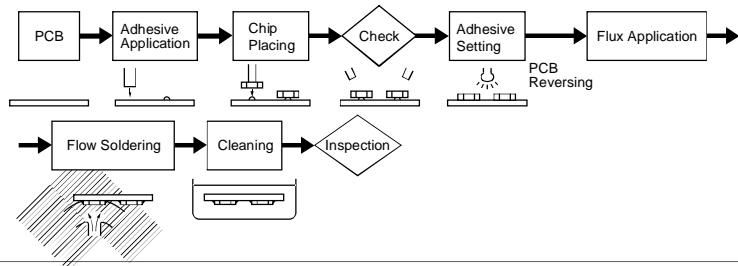 PCB
Adhesive
Application
Chip
Placing
Check
Adhesive
Setting
PCB
Reversing
Flux Application
Flow Soldering
Cleaning
Inspection